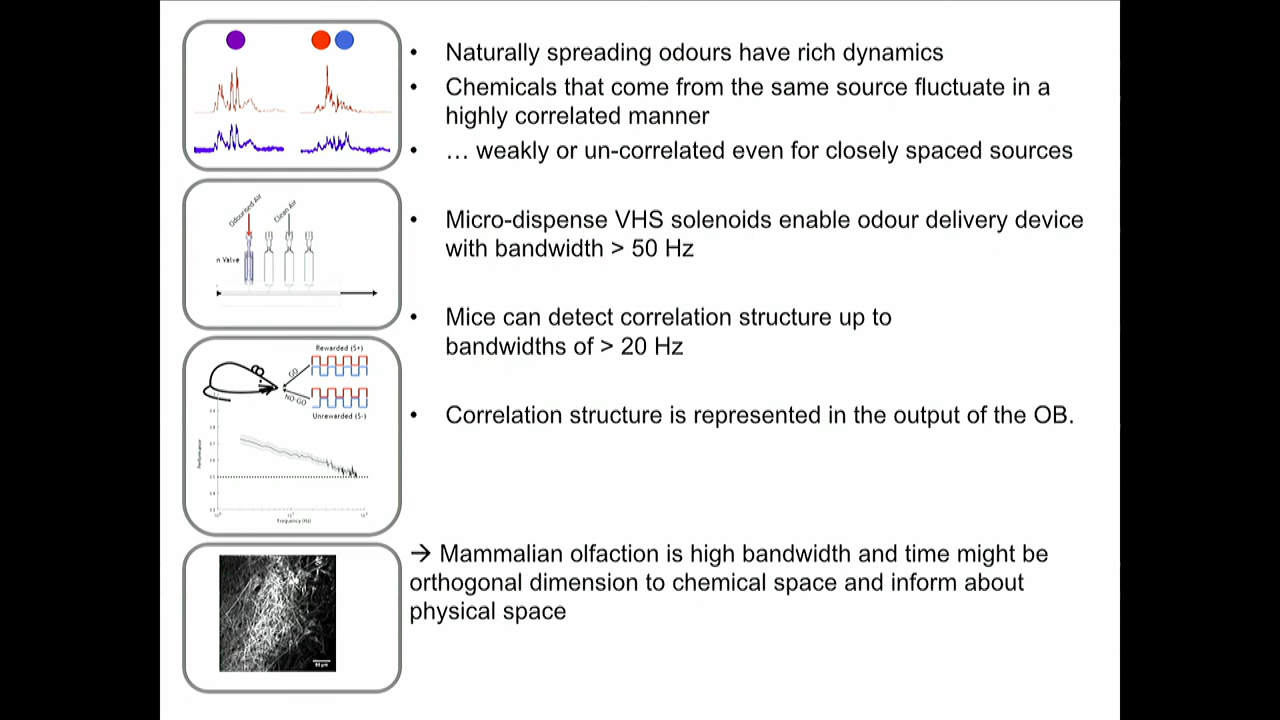 • Naturally spreading odours have rich dynamics
• Chemicals that come from the same source fluctuate in a
highly correlated manner
• … weakly or un-correlated even for closely spaced sources
Odourised Air
Clean Air
n Valve
• Micro-dispense VHS solenoids enable odour delivery device
with bandwidth > 50 Hz
• Mice can detect correlation structure up to
bandwidths of > 20 Hz
Rewarded (S+)
GO
NO-GO
Unrewarded (S-)
Performance
Frequency (Hz)
• Correlation structure is represented in the output of the OB.
→ Mammalian olfaction is high bandwidth and time might be
orthogonal dimension to chemical space and inform about
physical space